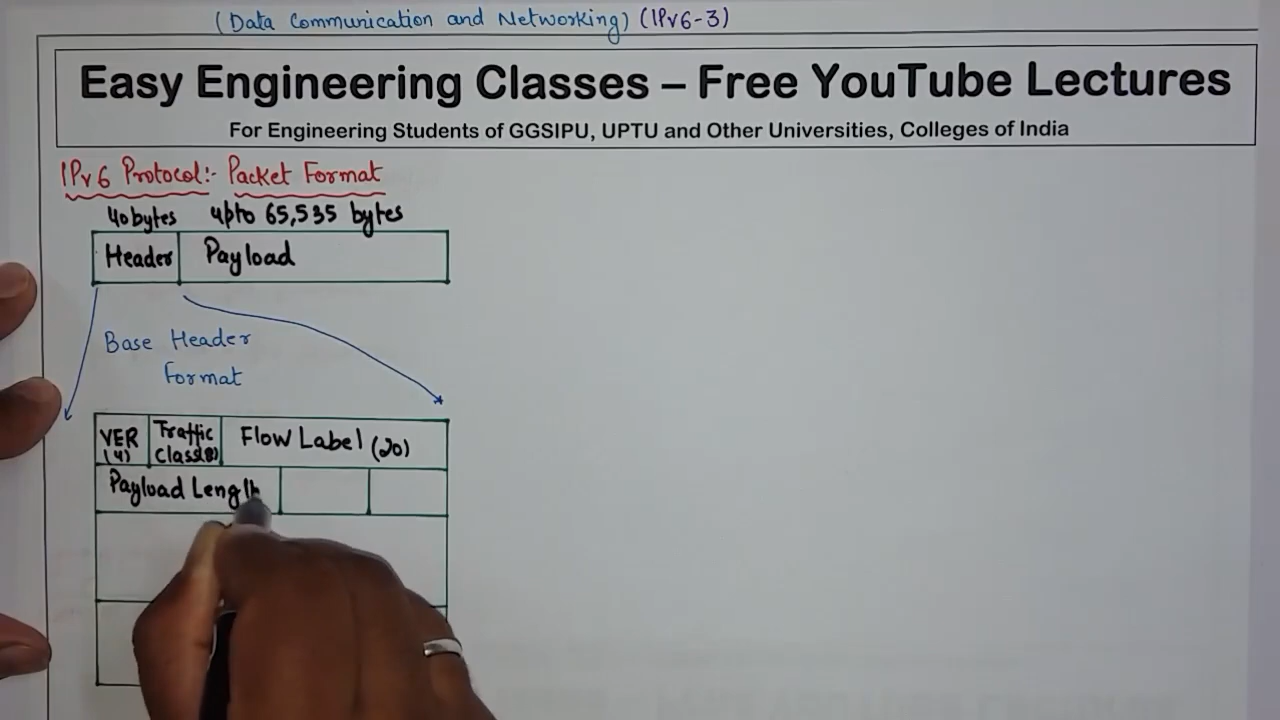 (Data Communication and Networking) (IPv6-3)
Easy Engineering Classes – Free YouTube Lectures
For Engineering Students of GGSIPU, UPTU and Other Universities, Colleges of India
IPv6 Protocol:- Packet Format
40bytes upto 65,535 bytes
Header Payload
Base Header
Format
VER Traffic Flow Label (20)
(4) Class(8)
Payload Length